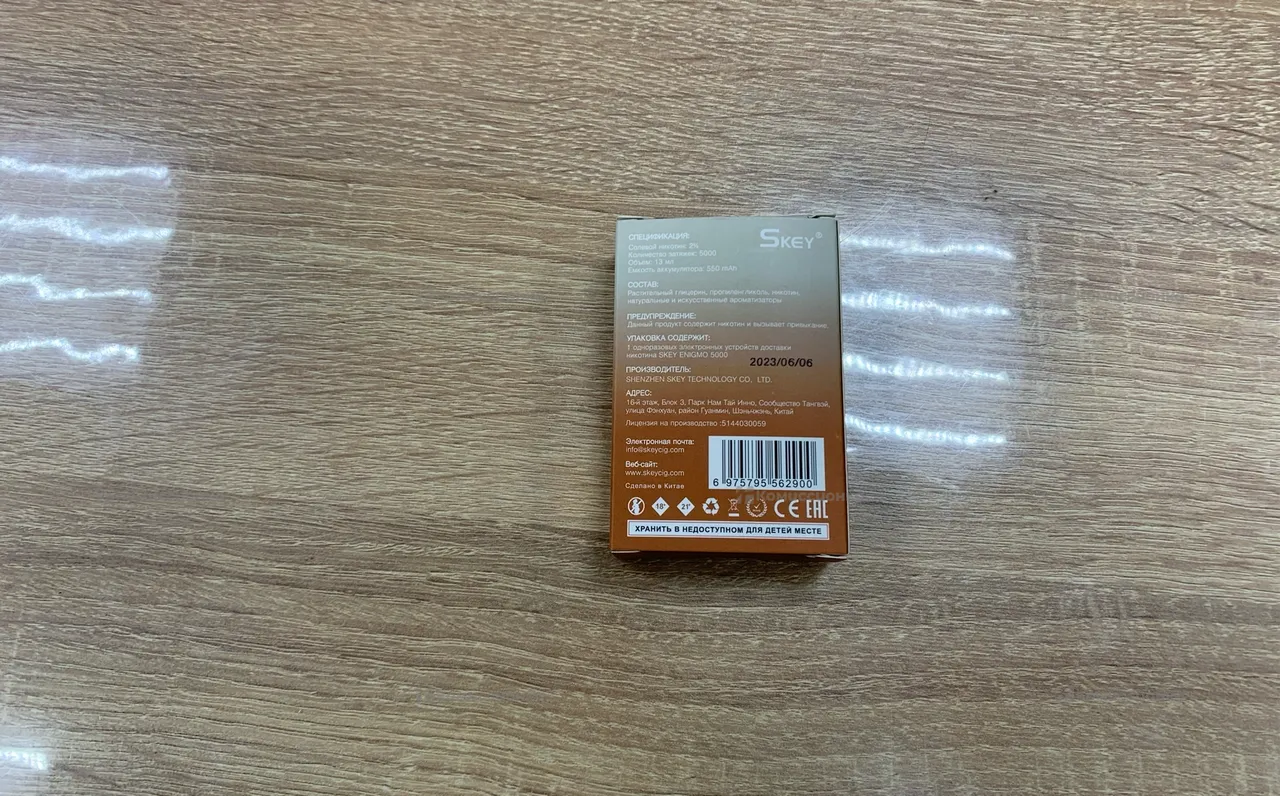 SKEY®
СПЕЦИФИКАЦИЯ:
Солевой никотин: 2%
Количество затяжек: 5000
Объем: 13 мл
Емкость аккумулятора: 550 mAh
СОСТАВ:
Растительный глицерин, пропиленгликоль, никотин,
натуральные и искусственные ароматизаторы
ПРЕДУПРЕЖДЕНИЕ:
Данный продукт содержит никотин и вызывает привыкание.
УПАКОВКА СОДЕРЖИТ:
1 одноразовых электронных устройств доставки
никотина SKEY ENIGMO 5000
2023/06/06
ПРОИЗВОДИТЕЛЬ:
SHENZHEN SKEY TECHNOLOGY CO., LTD.
АДРЕС:
16-й этаж, Блок 3, Парк Нам Тай Инно, Сообщество Тангвэй,
улица Фэнхуан, район Гуанмин, Шэньчжэнь, Китай
Лицензия на производство :5144030059
Электронная почта:
info@skeycig.com
Веб-сайт:
www.skeycig.com
Сделано в Китае
6 975795 562900
18+ 21+ CE EAC
ХРАНИТЬ В НЕДОСТУПНОМ ДЛЯ ДЕТЕЙ МЕСТЕ